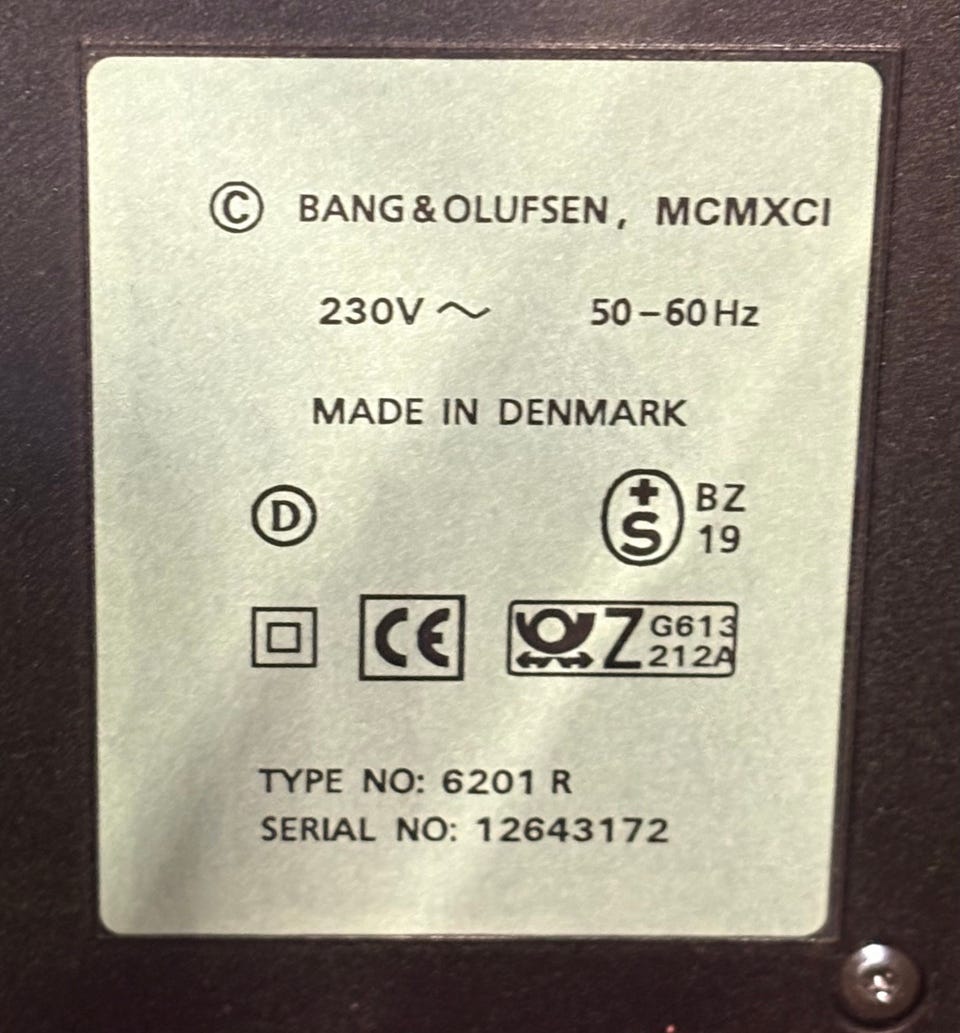 © BANG & OLUFSEN, MCMXCI
230V ~ 50-60 Hz
MADE IN DENMARK
D
+S BZ 19
CE
Z G613 212A
TYPE NO: 6201 R
SERIAL NO: 12643172